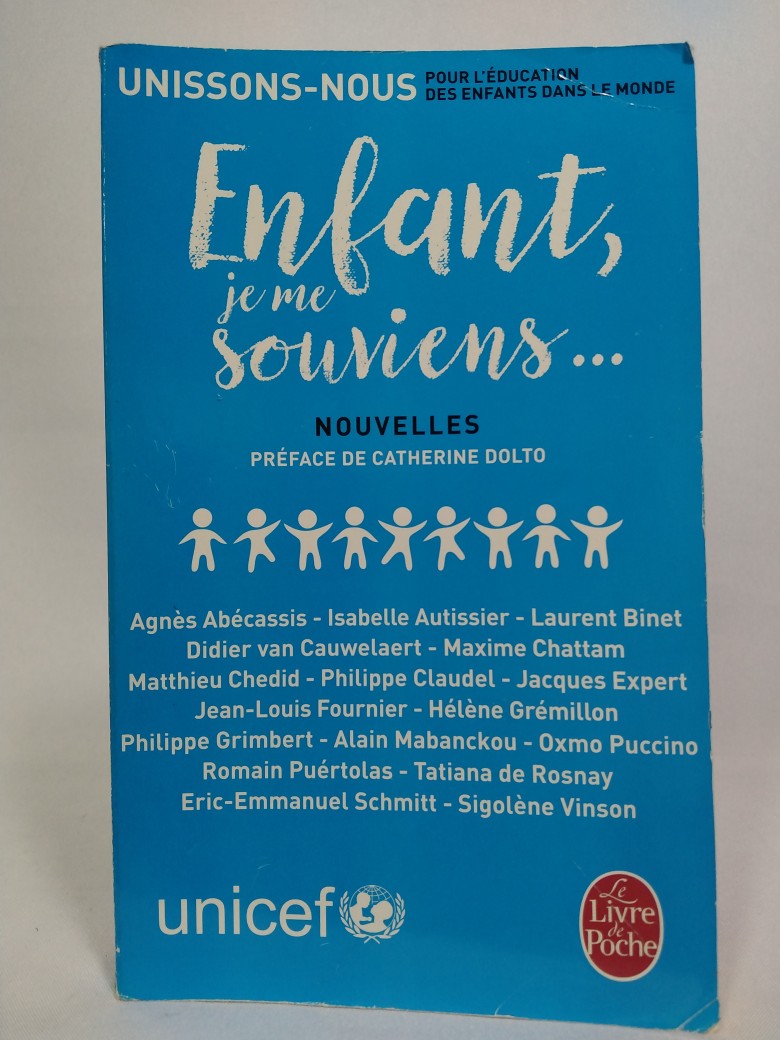 UNISSONS-NOUS POUR L'ÉDUCATION
DES ENFANTS DANS LE MONDE
Enfant,
je me
souviens...
NOUVELLES
PRÉFACE DE CATHERINE DOLTO
Agnès Abécassis - Isabelle Autissier - Laurent Binet
Didier van Cauwelaert - Maxime Chattam
Matthieu Chedid - Philippe Claudel - Jacques Expert
Jean-Louis Fournier - Hélène Grémillon
Philippe Grimbert - Alain Mabanckou - Oxmo Puccino
Romain Puértolas - Tatiana de Rosnay
Eric-Emmanuel Schmitt - Sigolène Vinson
unicef
Le
Livre
de
Poche